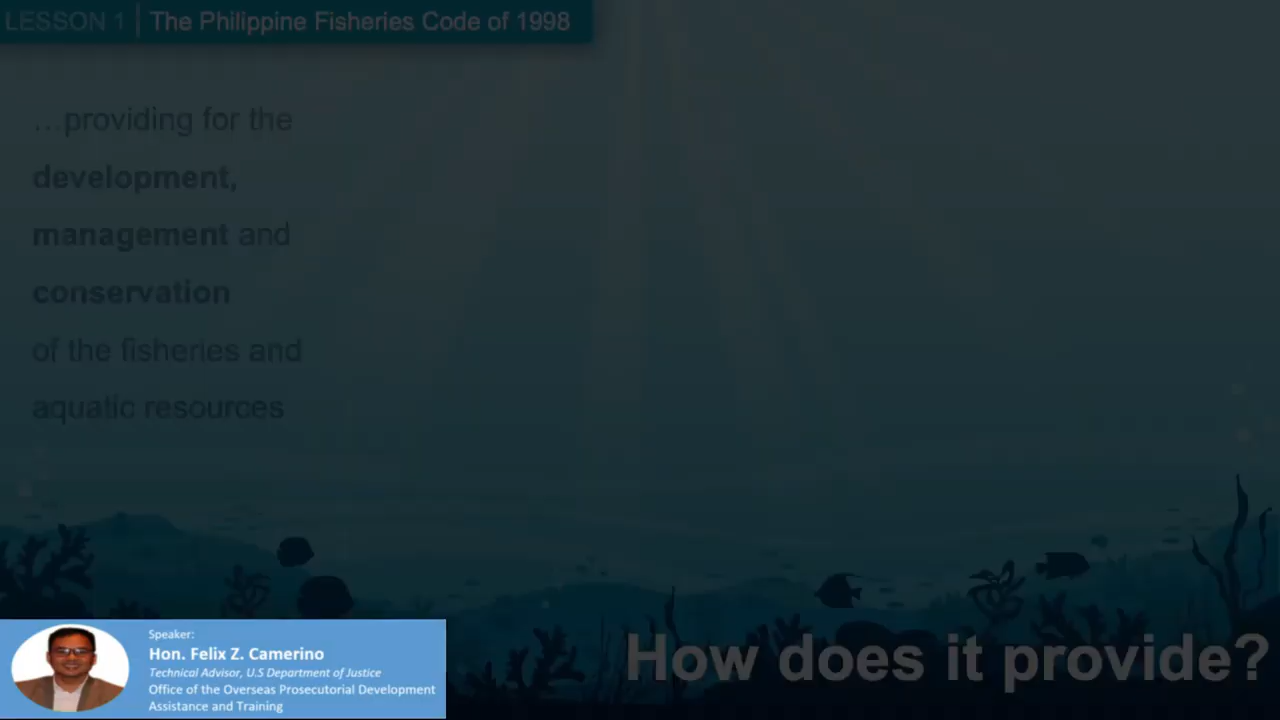 LESSON 1 | The Philippine Fisheries Code of 1998
...providing for the
development,
management and
conservation
of the fisheries and
aquatic resources
How does it provide?
Speaker:
Hon. Felix Z. Camerino
Technical Advisor, U.S Department of Justice
Office of the Overseas Prosecutorial Development
Assistance and Training